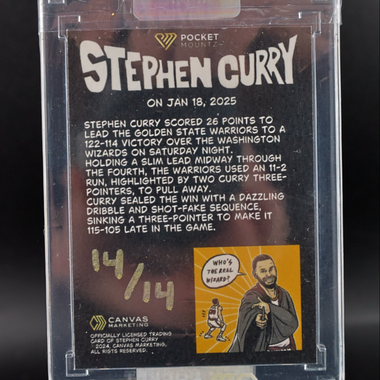 POCKET
MOUNTZ
STEPHEN CURRY
ON JAN 18, 2025
STEPHEN CURRY SCORED 26 POINTS TO
LEAD THE GOLDEN STATE WARRIORS TO A
122-114 VICTORY OVER THE WASHINGTON
WIZARDS ON SATURDAY NIGHT.
HOLDING A SLIM LEAD MIDWAY THROUGH
THE FOURTH, THE WARRIORS USED AN 11-2
RUN, HIGHLIGHTED BY TWO CURRY THREE-
POINTERS, TO PULL AWAY.
CURRY SEALED THE WIN WITH A DAZZLING
DRIBBLE AND SHOT-FAKE SEQUENCE,
SINKING A THREE-POINTER TO MAKE IT
115-105 LATE IN THE GAME.
14/14
WHO'S
THE REAL
WIZARD?
CANVAS
MARKETING
OFFICIALLY LICENSED TRADING
CARD OF STEPHEN CURRY
© 2024, CANVAS MARKETING,
ALL RIGTS RESERVED.